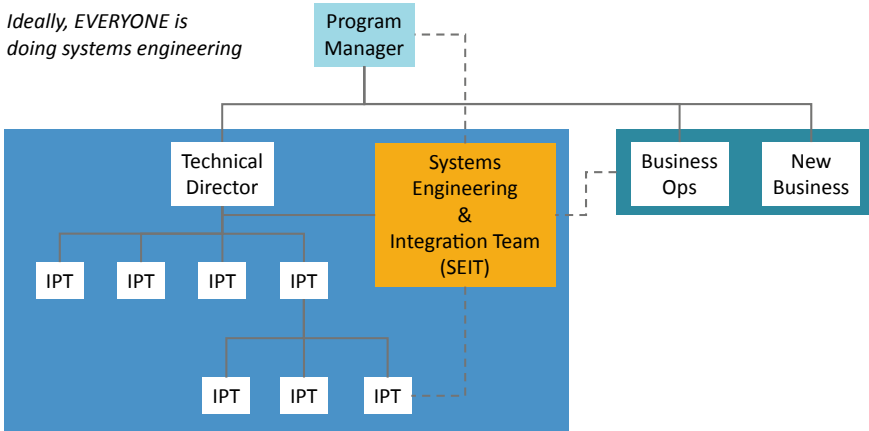 Ideally, EVERYONE is
doing systems engineering
Program
Manager
Technical
Director
Systems
Engineering
&
Integration Team
(SEIT)
Business
Ops
New
Business
IPT
IPT
IPT
IPT
IPT
IPT
IPT